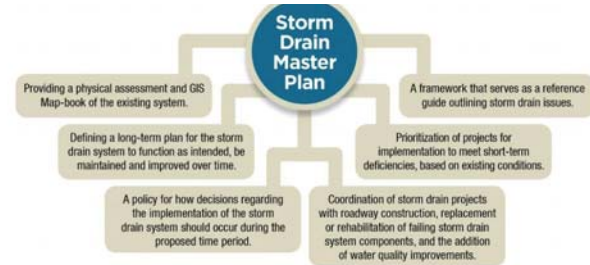 Storm
Drain
Master
Plan
Providing a physical assessment and GIS
Map-book of the existing system.
A framework that serves as a reference
guide outlining storm drain issues.
Defining a long-term plan for the storm
drain system to function as intended, be
maintained and improved over time.
Prioritization of projects for
implementation to meet short-term
deficiencies, based on existing conditions.
A policy for how decisions regarding
the implementation of the storm
drain system should occur during the
proposed time period.
Coordination of storm drain projects
with roadway construction, replacement
or rehabilitation of failing storm drain
system components, and the addition
of water quality improvements.